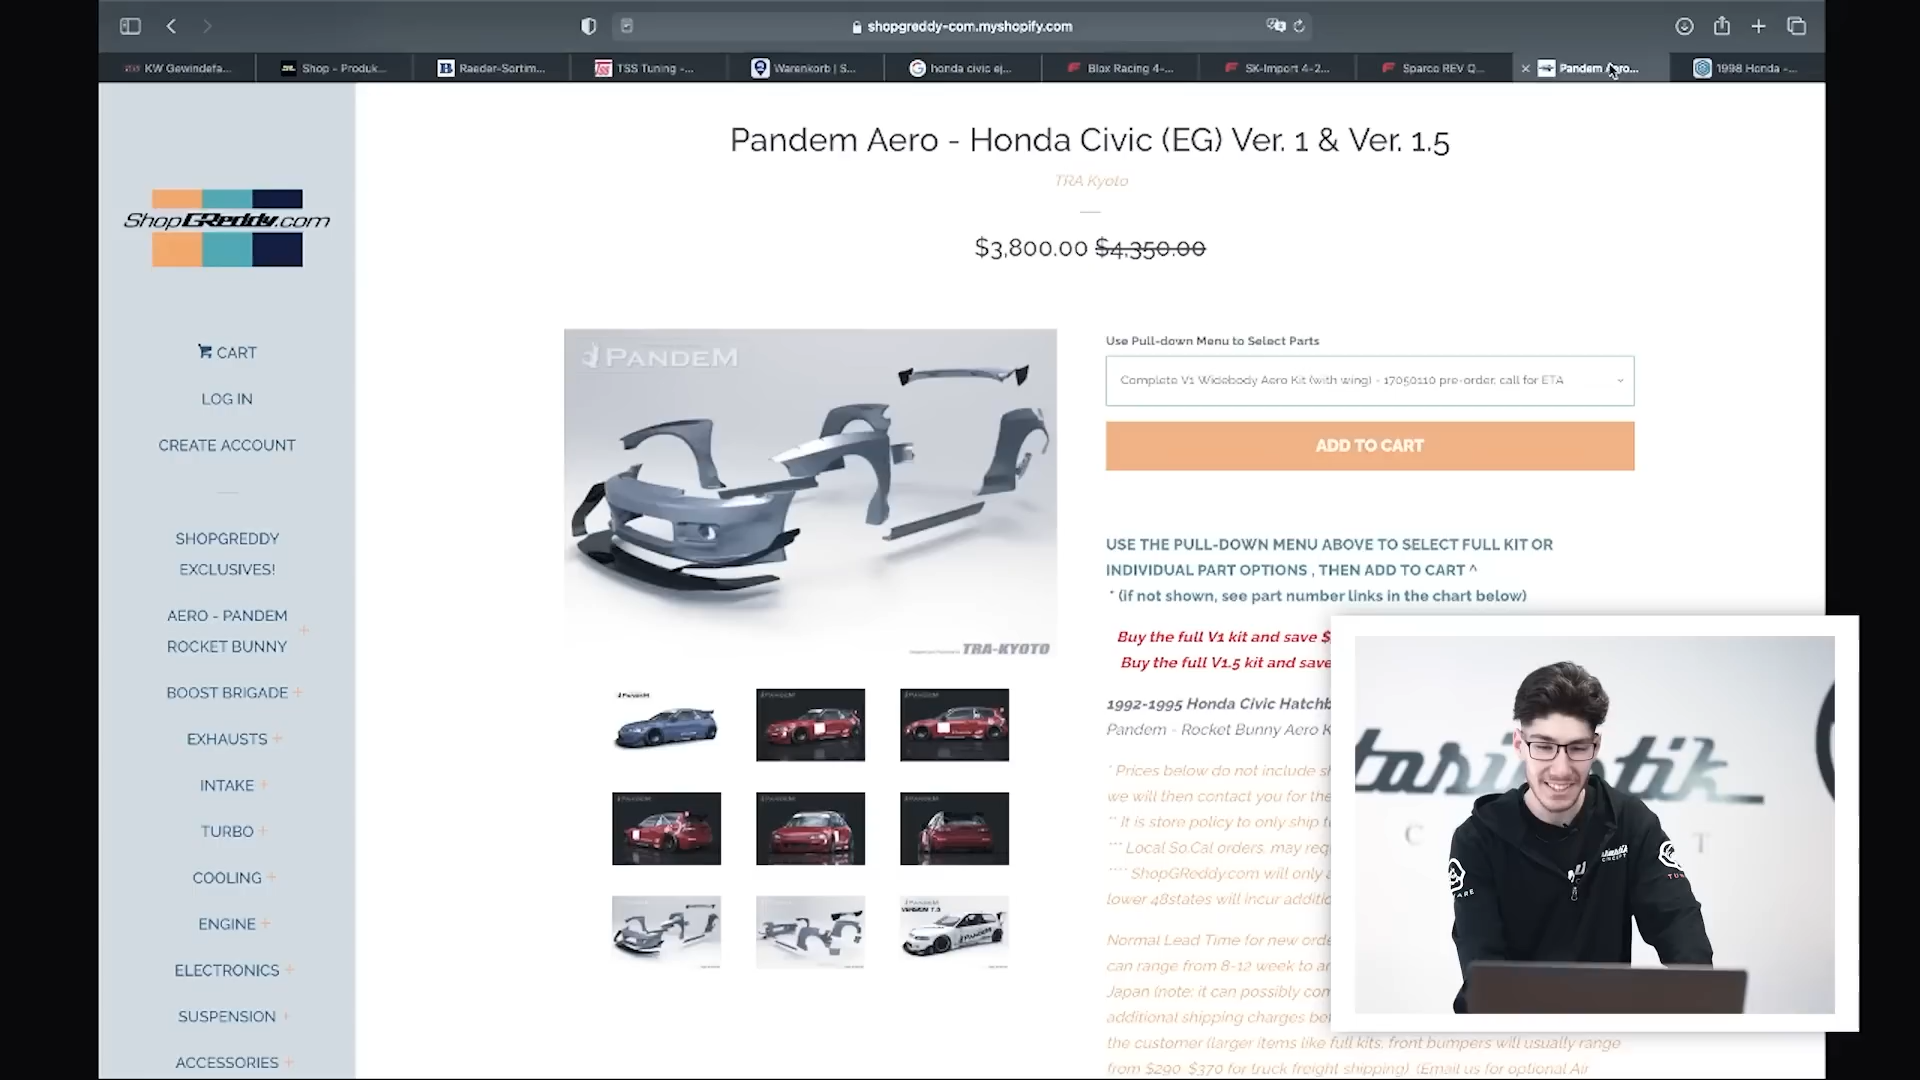 shopgreddy-com.myshopify.com
KW Gewindefa...
Shop - Produk...
Raeder-Sortim...
TSS Tuning -...
Warenkorb | S...
honda civic ej...
Blox Racing 4-...
SK-Import 4-2...
Sparco REV Q...
Pandem Aero...
1998 Honda -...
ShopGReddy.com
CART
LOG IN
CREATE ACCOUNT
SHOPGREDDY
EXCLUSIVES!
AERO - PANDEM
ROCKET BUNNY +
BOOST BRIGADE +
EXHAUSTS +
INTAKE +
TURBO +
COOLING +
ENGINE +
ELECTRONICS +
SUSPENSION +
ACCESSORIES +
Pandem Aero - Honda Civic (EG) Ver. 1 & Ver. 1.5
TRA Kyoto
$3,800.00 $4,350.00
PANDEM
TRA-KYOTO
VERSION 1.5
Use Pull-down Menu to Select Parts
Complete V1 Widebody Aero Kit (with wing) - 17050110 pre-order, call for ETA
ADD TO CART
USE THE PULL-DOWN MENU ABOVE TO SELECT FULL KIT OR
INDIVIDUAL PART OPTIONS , THEN ADD TO CART ^
* (if not shown, see part number links in the chart below)
Buy the full V1 kit and save $
Buy the full V1.5 kit and save
1992-1995 Honda Civic Hatchb
Pandem - Rocket Bunny Aero K
* Prices below do not include sh
we will then contact you for the
** It is store policy to only ship t
*** Local So.Cal orders, may req
**** ShopGReddy.com will only a
lower 48states will incur additio
Normal Lead Time for new orde
can range from 8-12 week to ar
Japan (note: it can possibly con
additional shipping charges be
the customer (larger items like full kits, front bumpers will usually range
from $290-$370 for truck freight shipping) (Email us for optional Air